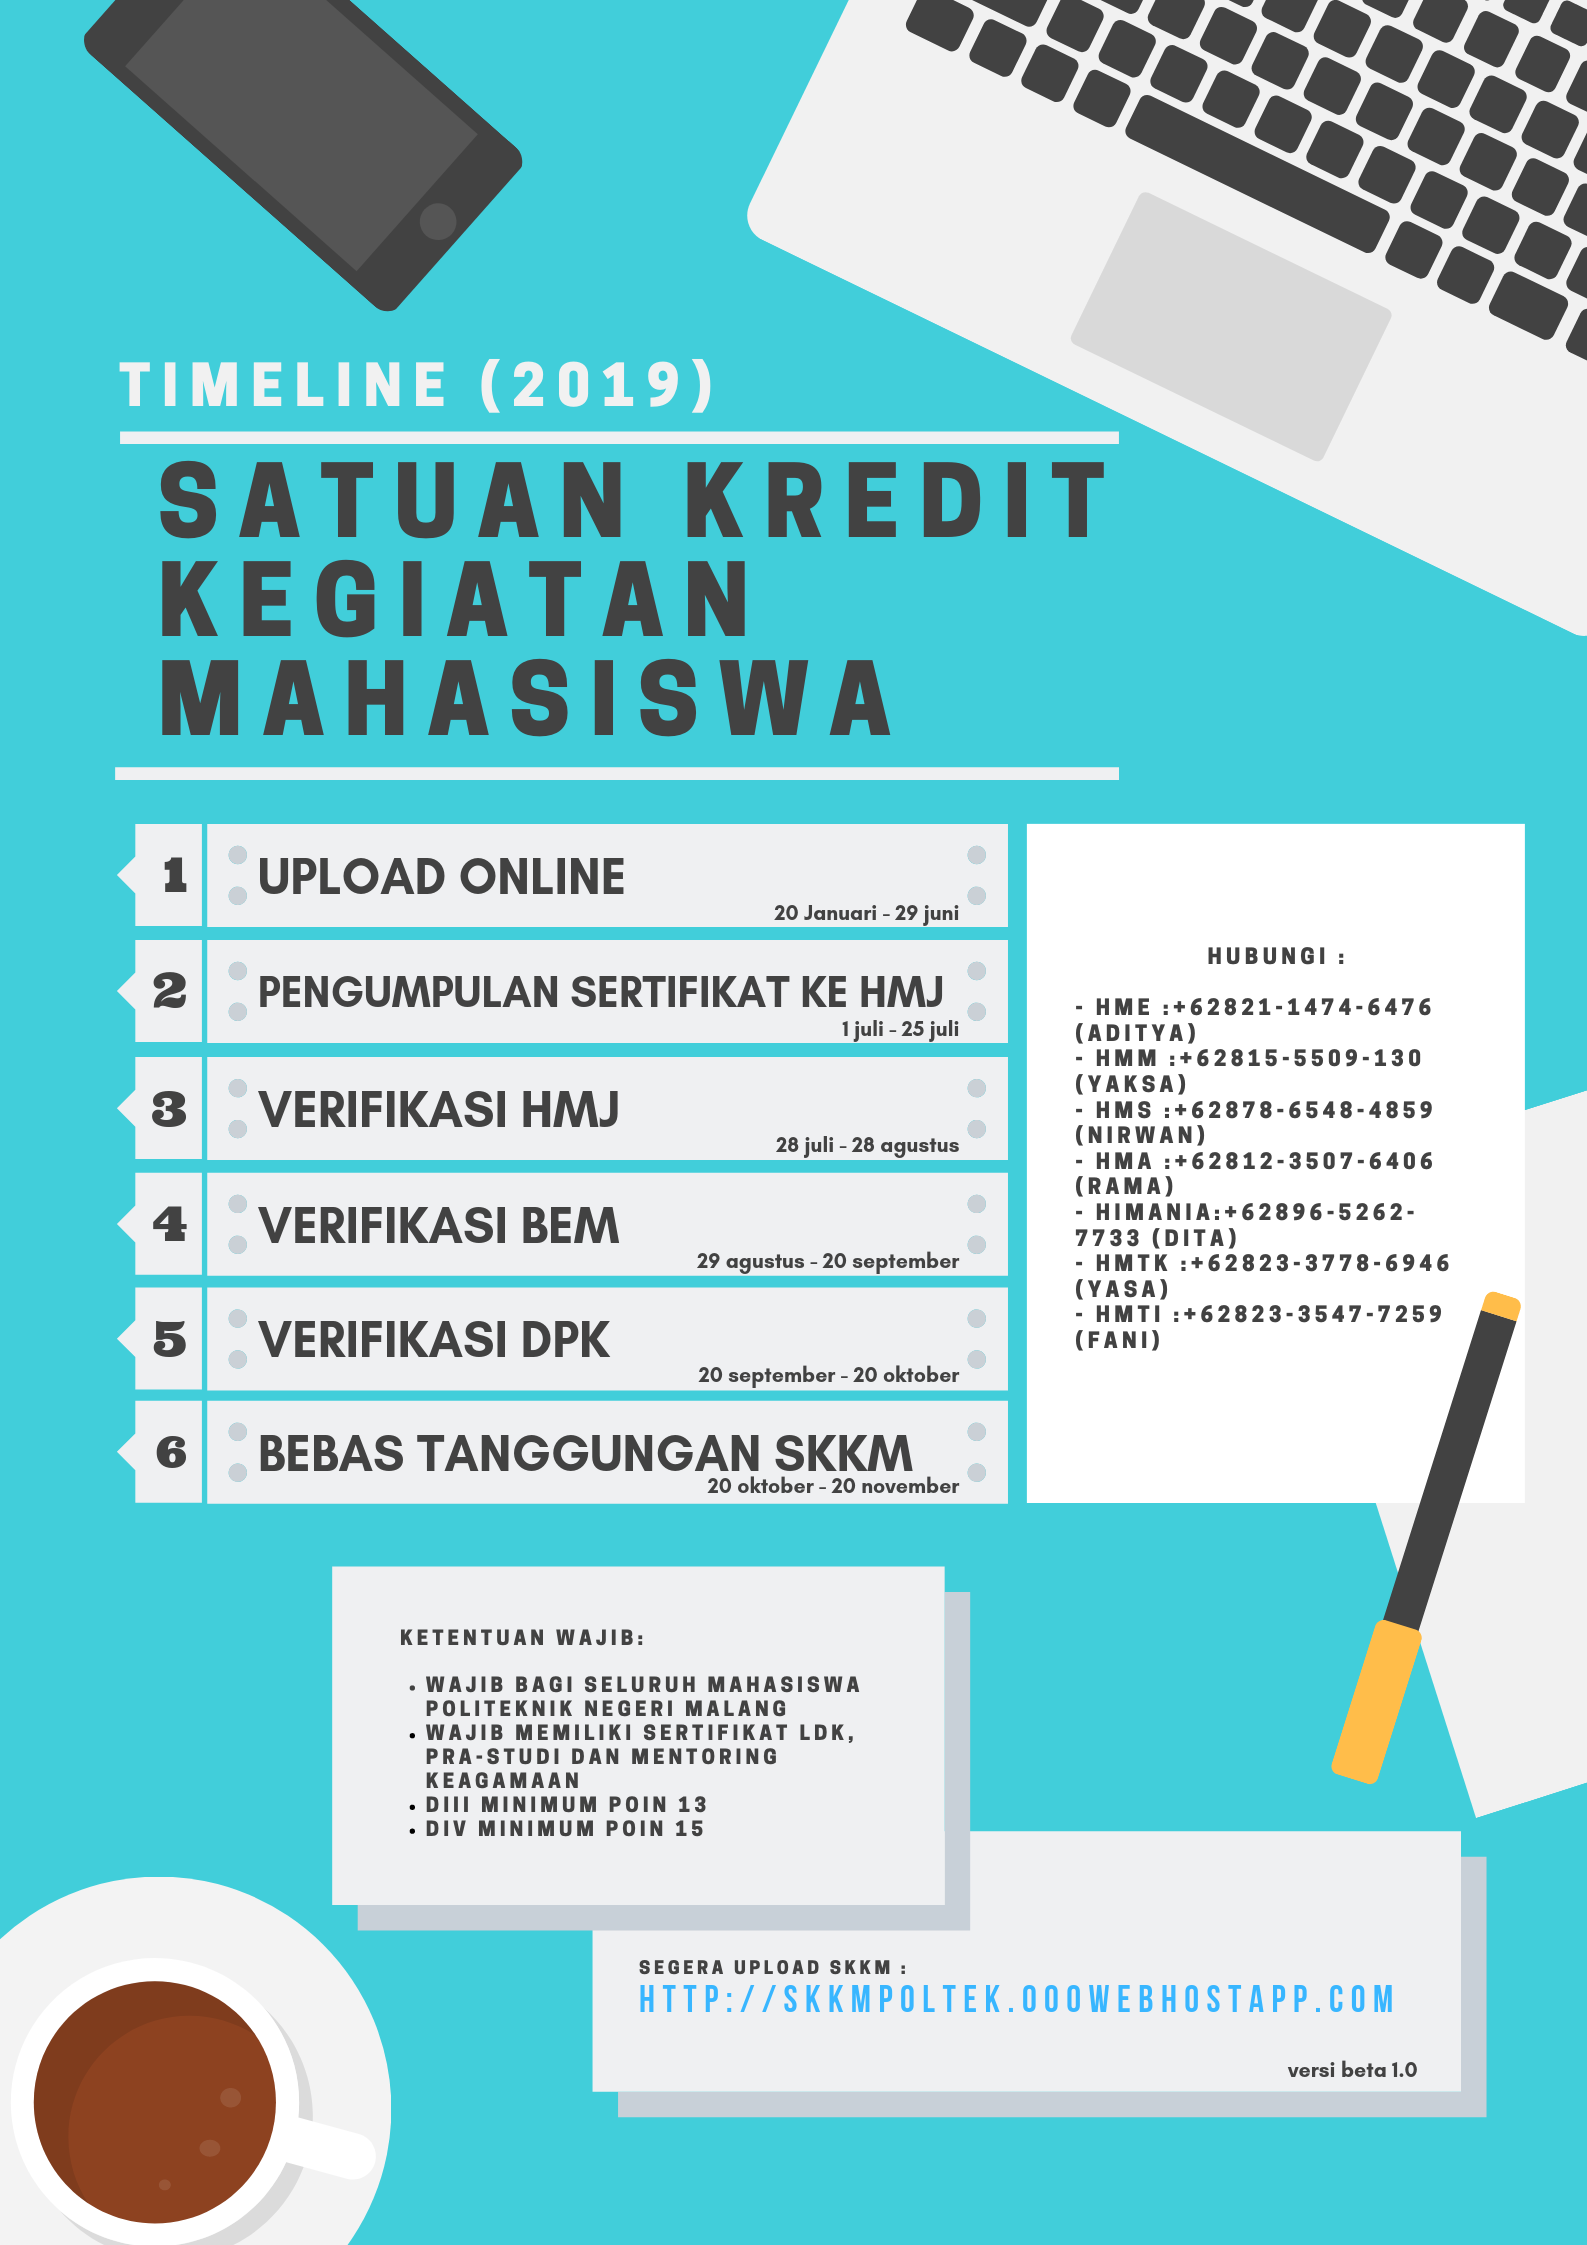 TIMELINE (2019)
SATUAN KREDIT
KEGIATAN
MAHASISWA
1
UPLOAD ONLINE
20 Januari - 29 juni
2
PENGUMPULAN SERTIFIKAT KE HMJ
1 juli - 25 juli
3
VERIFIKASI HMJ
28 juli - 28 agustus
4
VERIFIKASI BEM
29 agustus - 20 september
5
VERIFIKASI DPK
20 september - 20 oktober
6
BEBAS TANGGUNGAN SKKM
20 oktober - 20 november
HUBUNGI :
- HME :+62821-1474-6476
(ADITYA)
- HMM :+62815-5509-130
(YAKSA)
- HMS :+62878-6548-4859
(NIRWAN)
- HMA :+62812-3507-6406
(RAMA)
- HIMANIA:+62896-5262-
7733 (DITA)
- HMTK :+62823-3778-6946
(YASA)
- HMTI :+62823-3547-7259
(FANI)
KETENTUAN WAJIB:
• WAJIB BAGI SELURUH MAHASISWA
POLITEKNIK NEGERI MALANG
• WAJIB MEMILIKI SERTIFIKAT LDK,
PRA-STUDI DAN MENTORING
KEAGAMAAN
• DIII MINIMUM POIN 13
• DIV MINIMUM POIN 15
SEGERA UPLOAD SKKM :
HTTP://SKKMPOLTEK.000WEBHOSTAPP.COM
versi beta 1.0